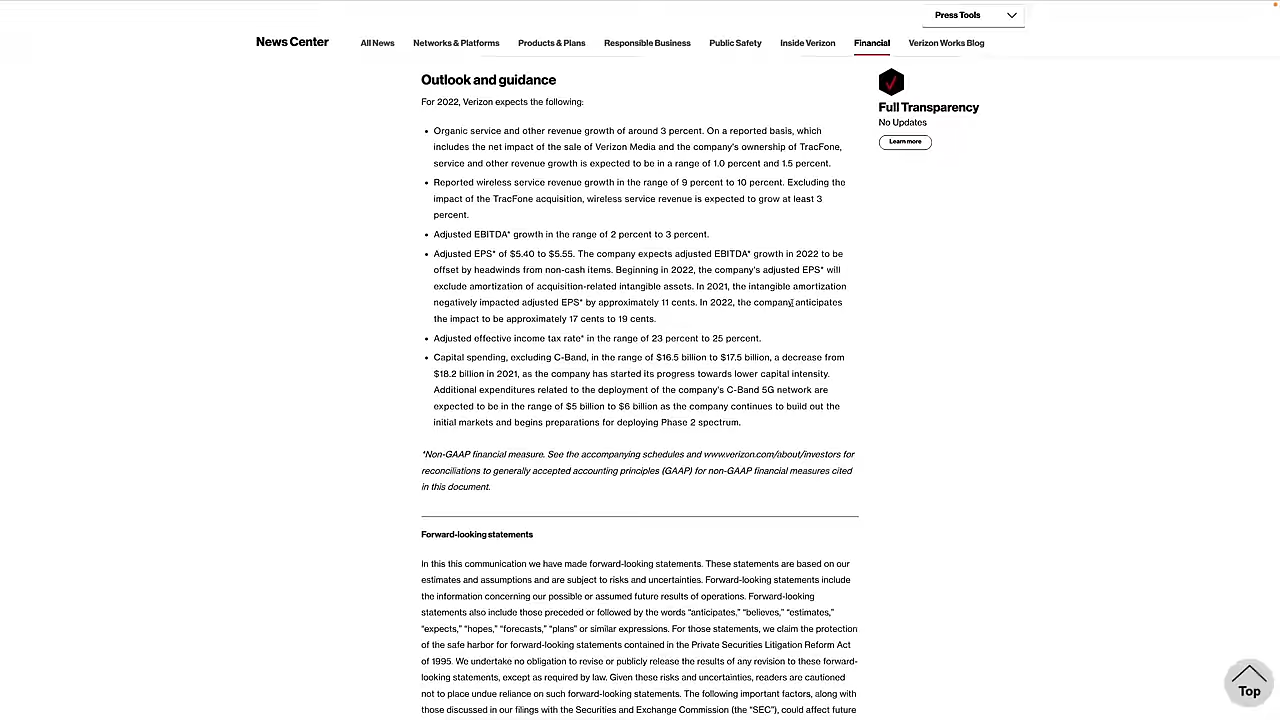 Press Tools
News Center
All News
Networks & Platforms
Products & Plans
Responsible Business
Public Safety
Inside Verizon
Financial
Verizon Works Blog
Outlook and guidance
For 2022, Verizon expects the following:
• Organic service and other revenue growth of around 3 percent. On a reported basis, which
includes the net impact of the sale of Verizon Media and the company's ownership of TracFone,
service and other revenue growth is expected to be in a range of 1.0 percent and 1.5 percent.
• Reported wireless service revenue growth in the range of 9 percent to 10 percent. Excluding the
impact of the TracFone acquisition, wireless service revenue is expected to grow at least 3
percent.
• Adjusted EBITDA* growth in the range of 2 percent to 3 percent.
• Adjusted EPS* of $5.40 to $5.55. The company expects adjusted EBITDA* growth in 2022 to be
offset by headwinds from non-cash items. Beginning in 2022, the company's adjusted EPS* will
exclude amortization of acquisition-related intangible assets. In 2021, the intangible amortization
negatively impacted adjusted EPS* by approximately 11 cents. In 2022, the company anticipates
the impact to be approximately 17 cents to 19 cents.
• Adjusted effective income tax rate* in the range of 23 percent to 25 percent.
• Capital spending, excluding C-Band, in the range of $16.5 billion to $17.5 billion, a decrease from
$18.2 billion in 2021, as the company has started its progress towards lower capital intensity.
Additional expenditures related to the deployment of the company's C-Band 5G network are
expected to be in the range of $5 billion to $6 billion as the company continues to build out the
initial markets and begins preparations for deploying Phase 2 spectrum.
*Non-GAAP financial measure. See the accompanying schedules and www.verizon.com/about/investors for
reconciliations to generally accepted accounting principles (GAAP) for non-GAAP financial measures cited
in this document.
Forward-looking statements
In this this communication we have made forward-looking statements. These statements are based on our
estimates and assumptions and are subject to risks and uncertainties. Forward-looking statements include
the information concerning our possible or assumed future results of operations. Forward-looking
statements also include those preceded or followed by the words “anticipates,” “believes,” “estimates,”
“expects,” “hopes,” “forecasts,” “plans” or similar expressions. For those statements, we claim the protection
of the safe harbor for forward-looking statements contained in the Private Securities Litigation Reform Act
of 1995. We undertake no obligation to revise or publicly release the results of any revision to these forward-
looking statements, except as required by law. Given these risks and uncertainties, readers are cautioned
not to place undue reliance on such forward-looking statements. The following important factors, along with
those discussed in our filings with the Securities and Exchange Commission (the “SEC”), could affect future
Full Transparency
No Updates
Learn more
Top